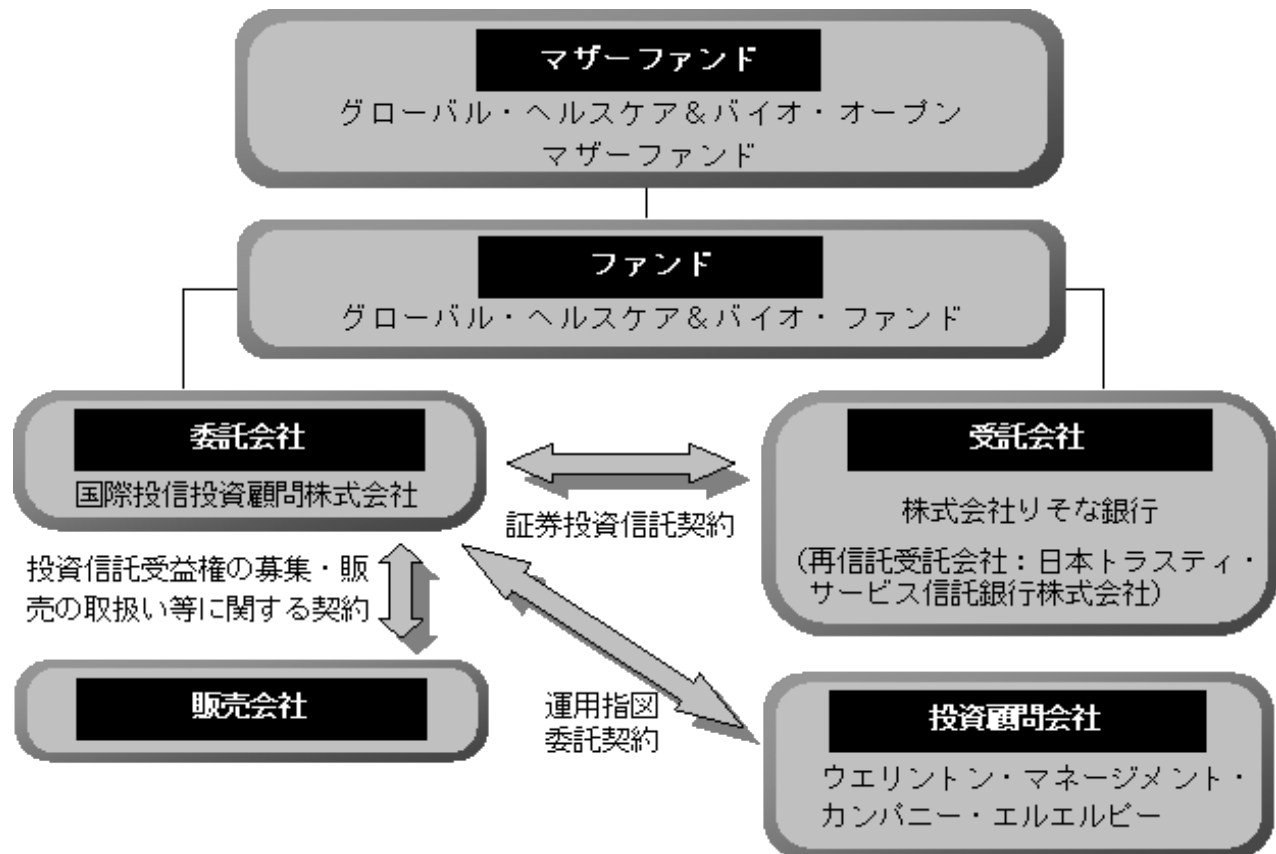 マザーファンド
グローバル・ヘルスケア＆バイオ・オープン
マザーファンド
ファンド
グローバル・ヘルスケア＆バイオ・ファンド
委託会社
国際投信投資顧問株式会社
受託会社
株式会社りそな銀行
（再信託受託会社：日本トラスティ・
サービス信託銀行株式会社）
証券投資信託契約
投資信託受益権の募集・販
売の取扱い等に関する契約
販売会社
運用指図
委託契約
投資顧問会社
ウエリントン・マネージメント・
カンパニー・エルエルピー